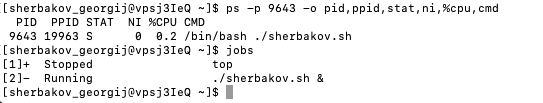 [sherbakov_georgij@vpsj3IeQ ~]$ ps -p 9643 -o pid,ppid,stat,ni,%cpu,cmd
  PID  PPID STAT  NI %CPU CMD
 9643 19963 S      0  0.2 /bin/bash ./sherbakov.sh
[sherbakov_georgij@vpsj3IeQ ~]$ jobs
[1]+  Stopped                 top
[2]-  Running                 ./sherbakov.sh &
[sherbakov_georgij@vpsj3IeQ ~]$